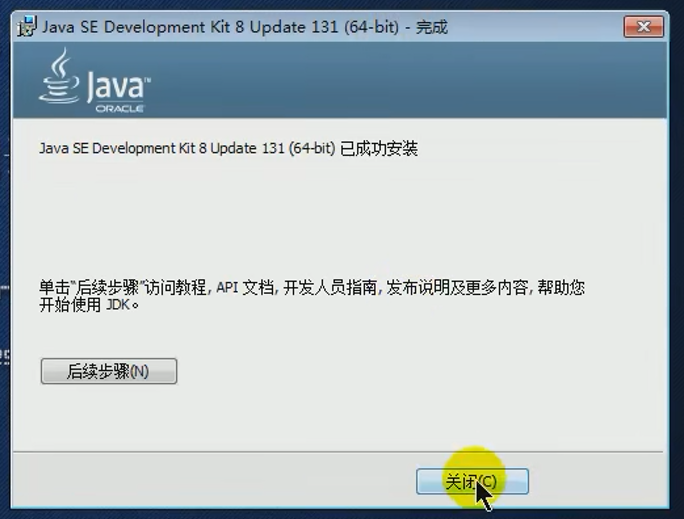 Java SE Development Kit 8 Update 131 (64-bit) - 完成
Java™
ORACLE
Java SE Development Kit 8 Update 131 (64-bit) 已成功安装
单击“后续步骤”访问教程, API 文档, 开发人员指南, 发布说明及更多内容, 帮助您
开始使用 JDK。
后续步骤(N)
关闭(C)